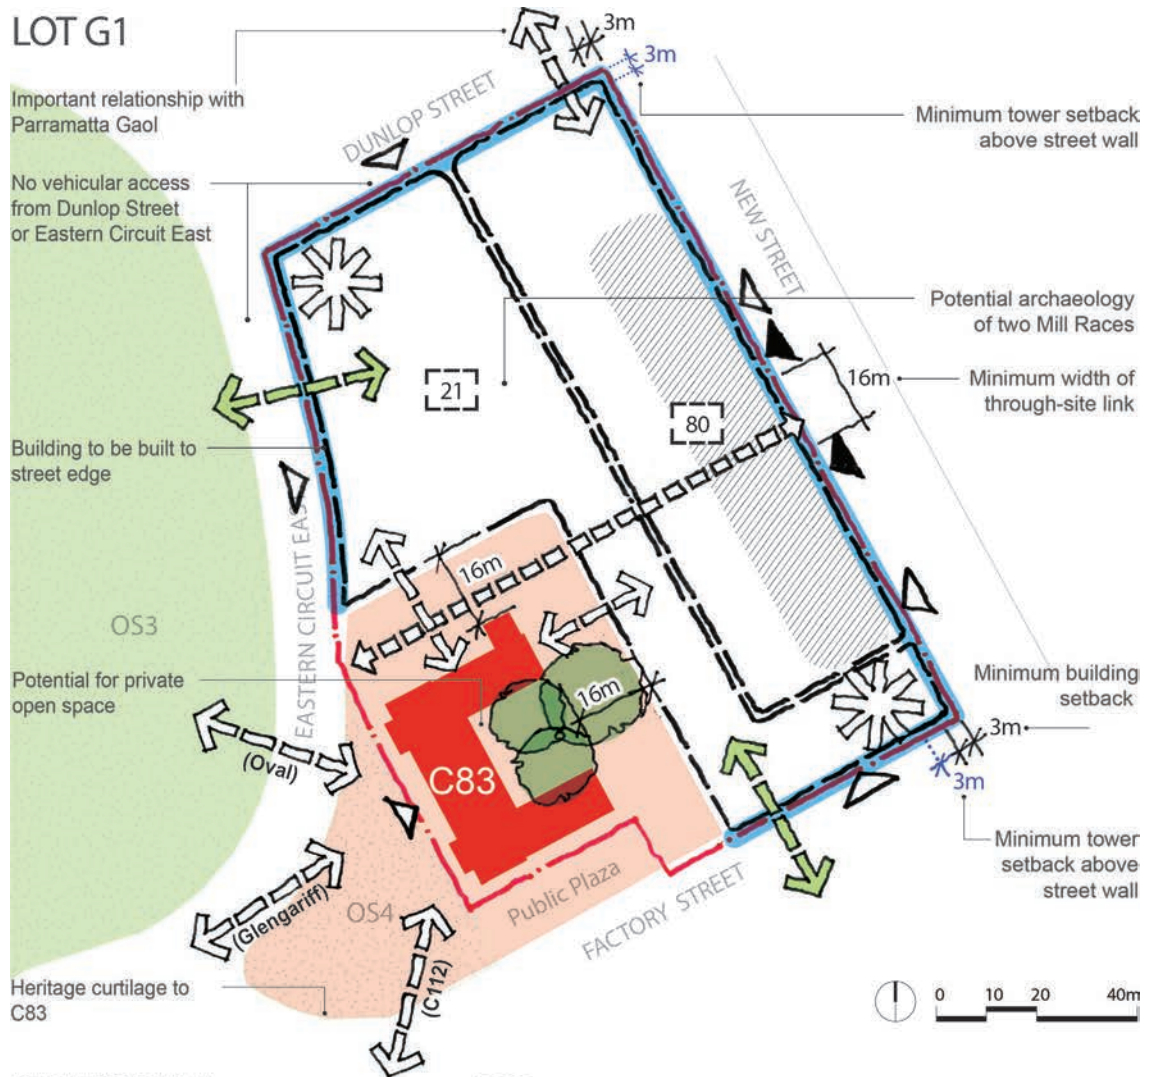 LOT G1
3m
3m
Important relationship with
Parramatta Gaol
DUNLOP STREET
Minimum tower setback
above street wall
No vehicular access
from Dunlop Street
or Eastern Circuit East
NEW STREET
Potential archaeology
of two Mill Races
21
80
16m
Minimum width of
through-site link
Building to be built to
street edge
EASTERN CIRCUIT EAST
16m
OS3
Potential for private
open space
16m
Minimum building
setback
3m
3m
(Oval)
C83
Minimum tower
setback above
street wall
Public Plaza
FACTORY STREET
OS4
(Glengariff)
(C112)
Heritage curtilage to
C83
0 10 20 40m